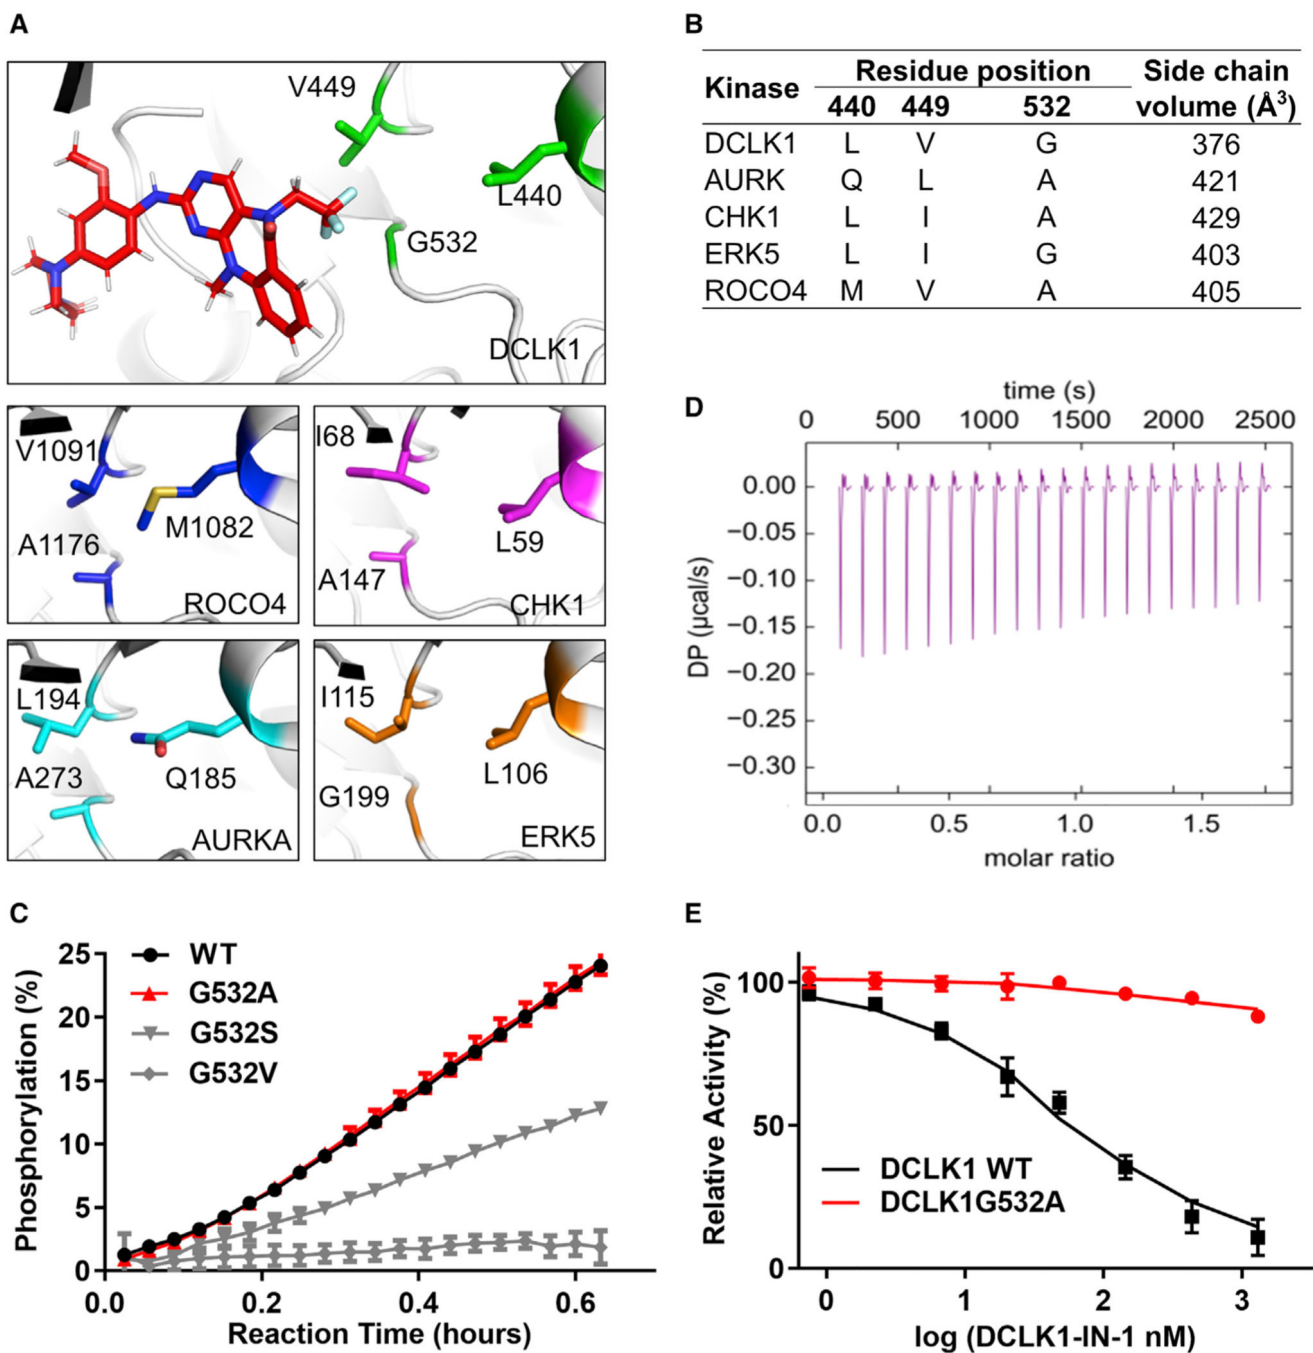 A
V449
L440
G532
DCLK1
V1091
M1082
A1176
ROCO4
I68
L59
A147
CHK1
L194
A273
Q185
AURKA
I115
L106
G199
ERK5
B
Kinase Residue position Side chain volume (Å³)
440 449 532
DCLK1 L V G 376
AURK Q L A 421
CHK1 L I A 429
ERK5 L I G 403
ROCO4 M V A 405
D
time (s)
0 500 1000 1500 2000 2500
0.00
−0.05
−0.10
−0.15
−0.20
−0.25
−0.30
DP (µcal/s)
0.0 0.5 1.0 1.5
molar ratio
C
WT
G532A
G532S
G532V
25
20
15
10
5
0
Phosphorylation (%)
0.0 0.2 0.4 0.6
Reaction Time (hours)
E
100
50
0
Relative Activity (%)
DCLK1 WT
DCLK1G532A
0 1 2 3
log (DCLK1-IN-1 nM)